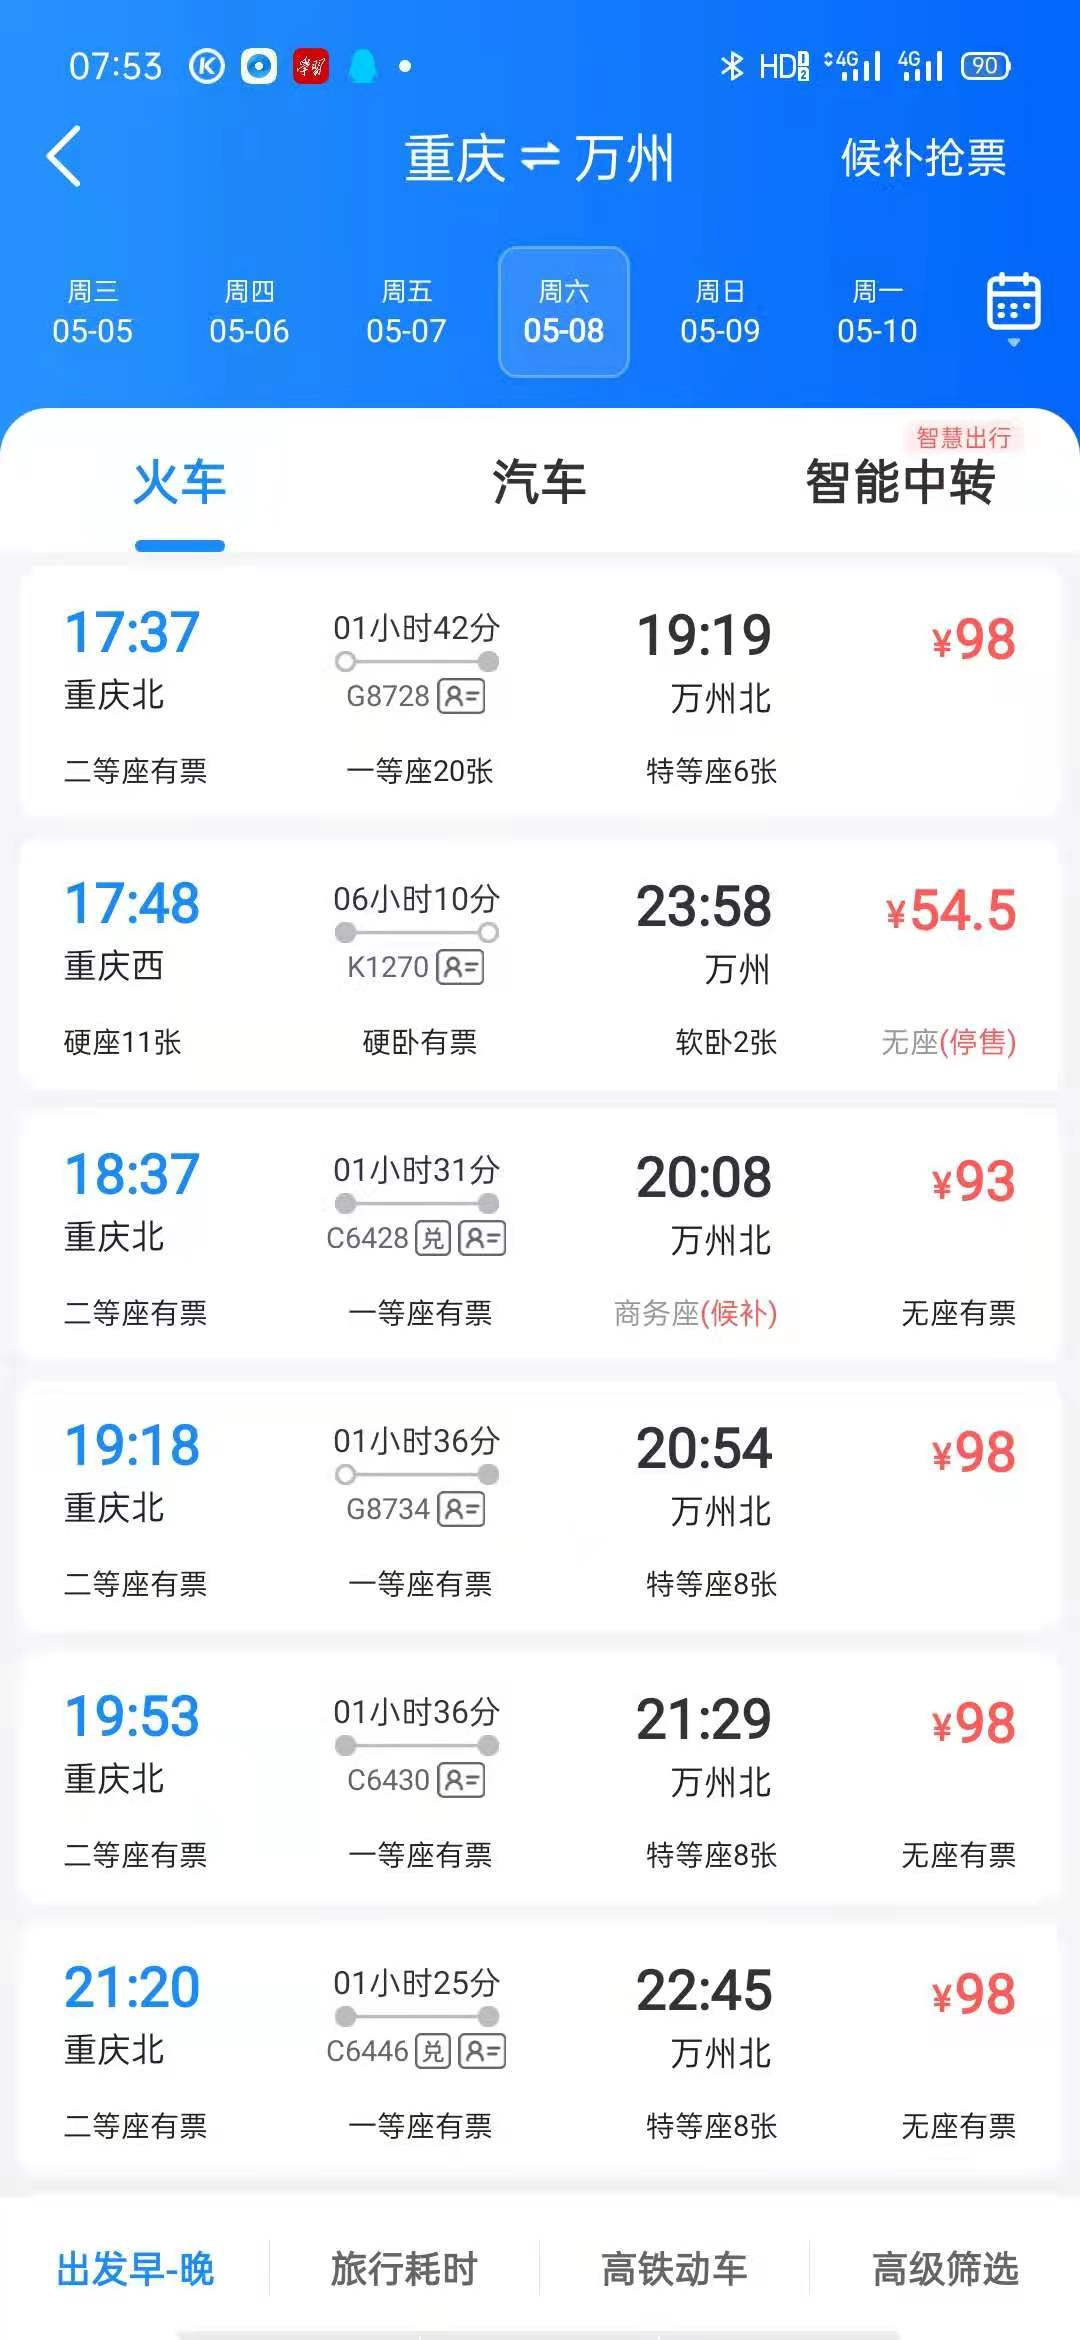 07:53 学习 HD 1 2 4G 4G 90
重庆⇌万州 候补抢票
周三 周四 周五 周六 周日 周一
05-05 05-06 05-07 05-08 05-09 05-10
智慧出行
火车 汽车 智能中转
17:37 01小时42分 19:19 ¥98
重庆北 G8728 万州北
二等座有票 一等座20张 特等座6张
17:48 06小时10分 23:58 ¥54.5
重庆西 K1270 万州
硬座11张 硬卧有票 软卧2张 无座(停售)
18:37 01小时31分 20:08 ¥93
重庆北 C6428 兑 万州北
二等座有票 一等座有票 商务座(候补) 无座有票
19:18 01小时36分 20:54 ¥98
重庆北 G8734 万州北
二等座有票 一等座有票 特等座8张
19:53 01小时36分 21:29 ¥98
重庆北 C6430 万州北
二等座有票 一等座有票 特等座8张 无座有票
21:20 01小时25分 22:45 ¥98
重庆北 C6446 兑 万州北
二等座有票 一等座有票 特等座8张 无座有票
出发早-晚 旅行耗时 高铁动车 高级筛选